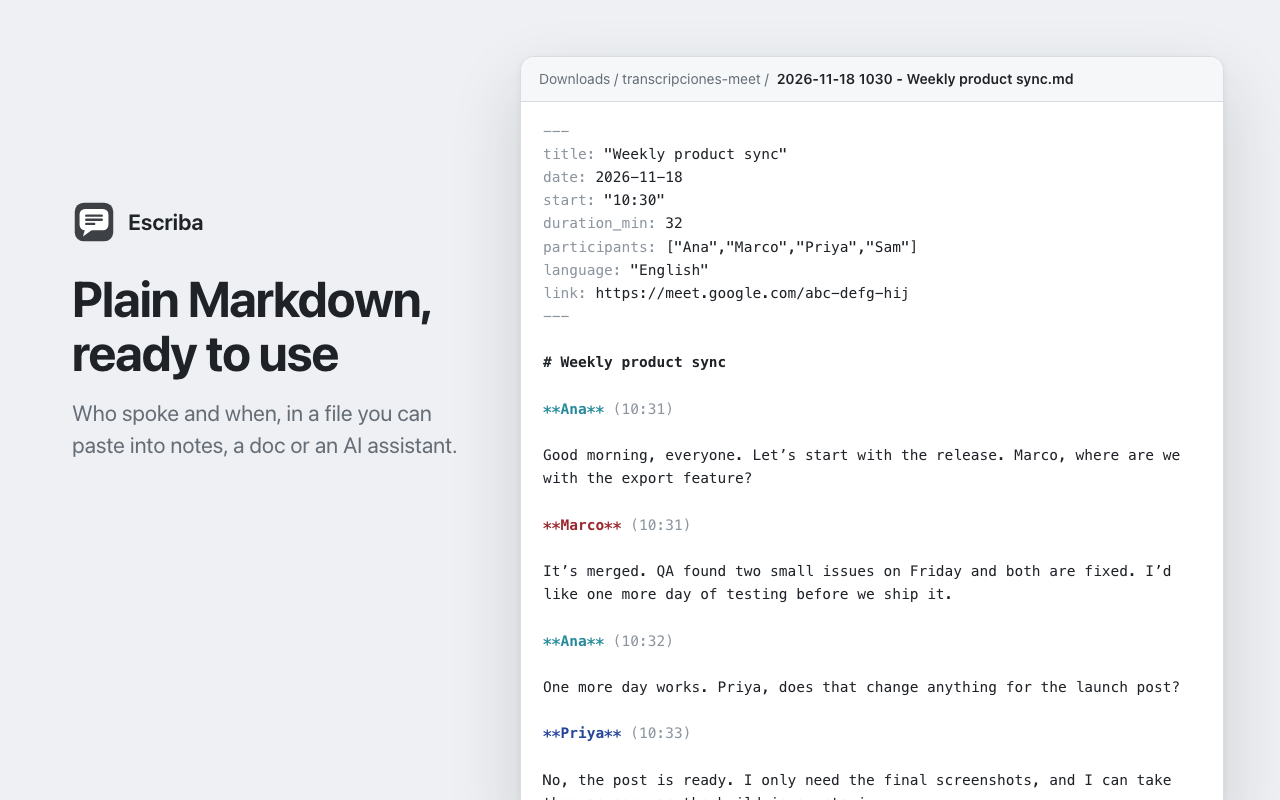 Escriba
Plain Markdown,
ready to use
Who spoke and when, in a file you can
paste into notes, a doc or an AI assistant.
Downloads / transcripciones-meet / 2026-11-18 1030 - Weekly product sync.md
---
title: "Weekly product sync"
date: 2026-11-18
start: "10:30"
duration_min: 32
participants: ["Ana","Marco","Priya","Sam"]
language: "English"
link: https://meet.google.com/abc-defg-hij
---
# Weekly product sync
**Ana** (10:31)
Good morning, everyone. Let’s start with the release. Marco, where are we
with the export feature?
**Marco** (10:31)
It’s merged. QA found two small issues on Friday and both are fixed. I’d
like one more day of testing before we ship it.
**Ana** (10:32)
One more day works. Priya, does that change anything for the launch post?
**Priya** (10:33)
No, the post is ready. I only need the final screenshots, and I can take